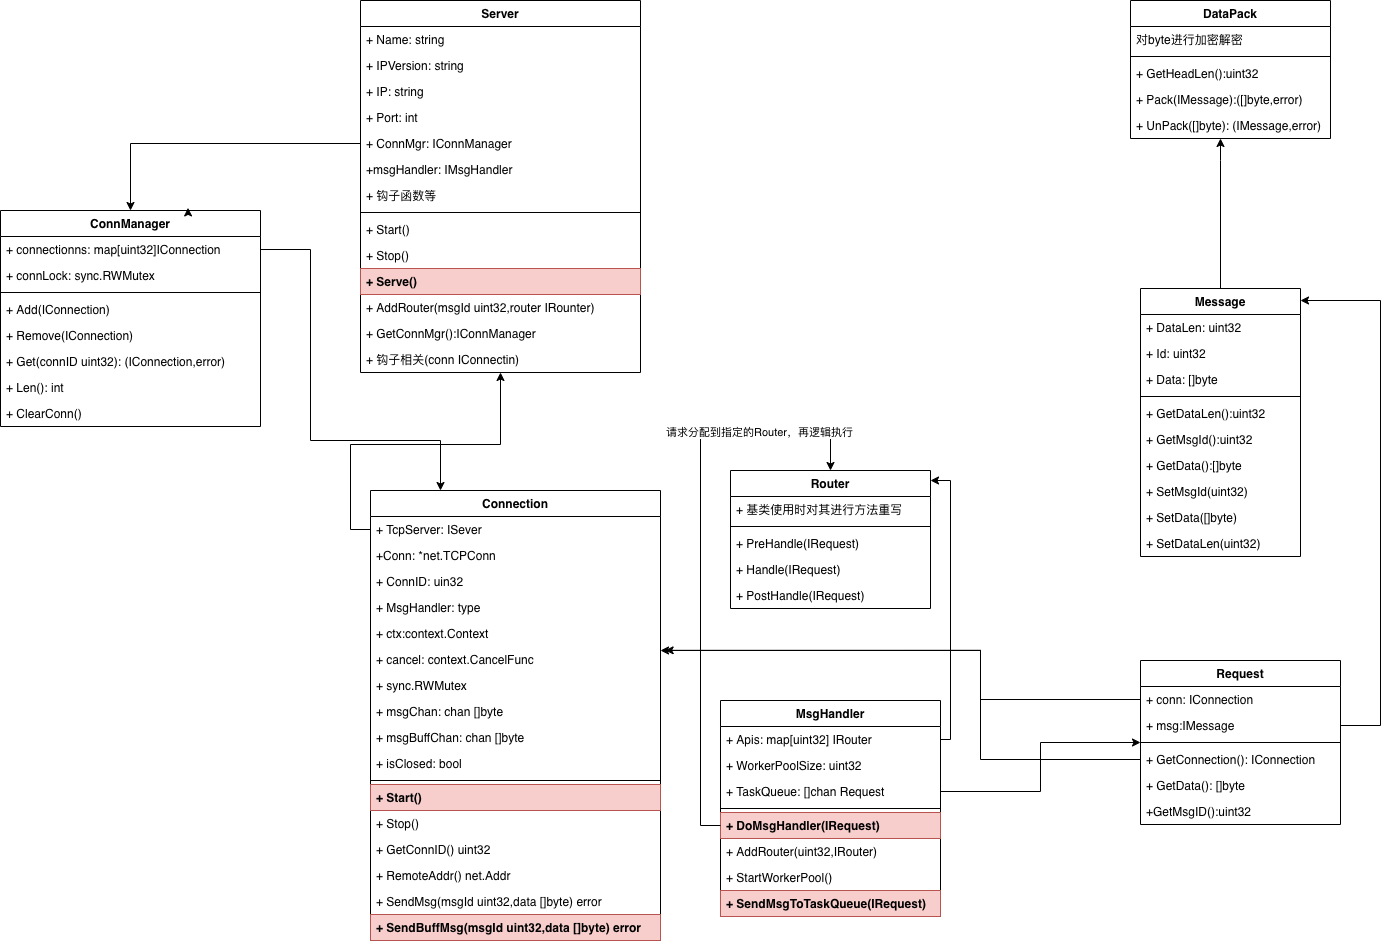 Server
+ Name: string
+ IPVersion: string
+ IP: string
+ Port: int
+ ConnMgr: IConnManager
+msgHandler: IMsgHandler
+ 钩子函数等
+ Start()
+ Stop()
+ Serve()
+ AddRouter(msgId uint32,router IRounter)
+ GetConnMgr():IConnManager
+ 钩子相关(conn IConnectin)
DataPack
对byte进行加密解密
+ GetHeadLen():uint32
+ Pack(IMessage):([]byte,error)
+ UnPack([]byte): (IMessage,error)
ConnManager
+ connectionns: map[uint32]IConnection
+ connLock: sync.RWMutex
+ Add(IConnection)
+ Remove(IConnection)
+ Get(connID uint32): (IConnection,error)
+ Len(): int
+ ClearConn()
Message
+ DataLen: uint32
+ Id: uint32
+ Data: []byte
+ GetDataLen():uint32
+ GetMsgId():uint32
+ GetData():[]byte
+ SetMsgId(uint32)
+ SetData([]byte)
+ SetDataLen(uint32)
请求分配到指定的Router，再逻辑执行
Router
+ 基类使用时对其进行方法重写
+ PreHandle(IRequest)
+ Handle(IRequest)
+ PostHandle(IRequest)
Connection
+ TcpServer: ISever
+Conn: *net.TCPConn
+ ConnID: uin32
+ MsgHandler: type
+ ctx:context.Context
+ cancel: context.CancelFunc
+ sync.RWMutex
+ msgChan: chan []byte
+ msgBuffChan: chan []byte
+ isClosed: bool
+ Start()
+ Stop()
+ GetConnID() uint32
+ RemoteAddr() net.Addr
+ SendMsg(msgId uint32,data []byte) error
+ SendBuffMsg(msgId uint32,data []byte) error
MsgHandler
+ Apis: map[uint32] IRouter
+ WorkerPoolSize: uint32
+ TaskQueue: []chan Request
+ DoMsgHandler(IRequest)
+ AddRouter(uint32,IRouter)
+ StartWorkerPool()
+ SendMsgToTaskQueue(IRequest)
Request
+ conn: IConnection
+ msg:IMessage
+ GetConnection(): IConnection
+ GetData(): []byte
+GetMsgID():uint32